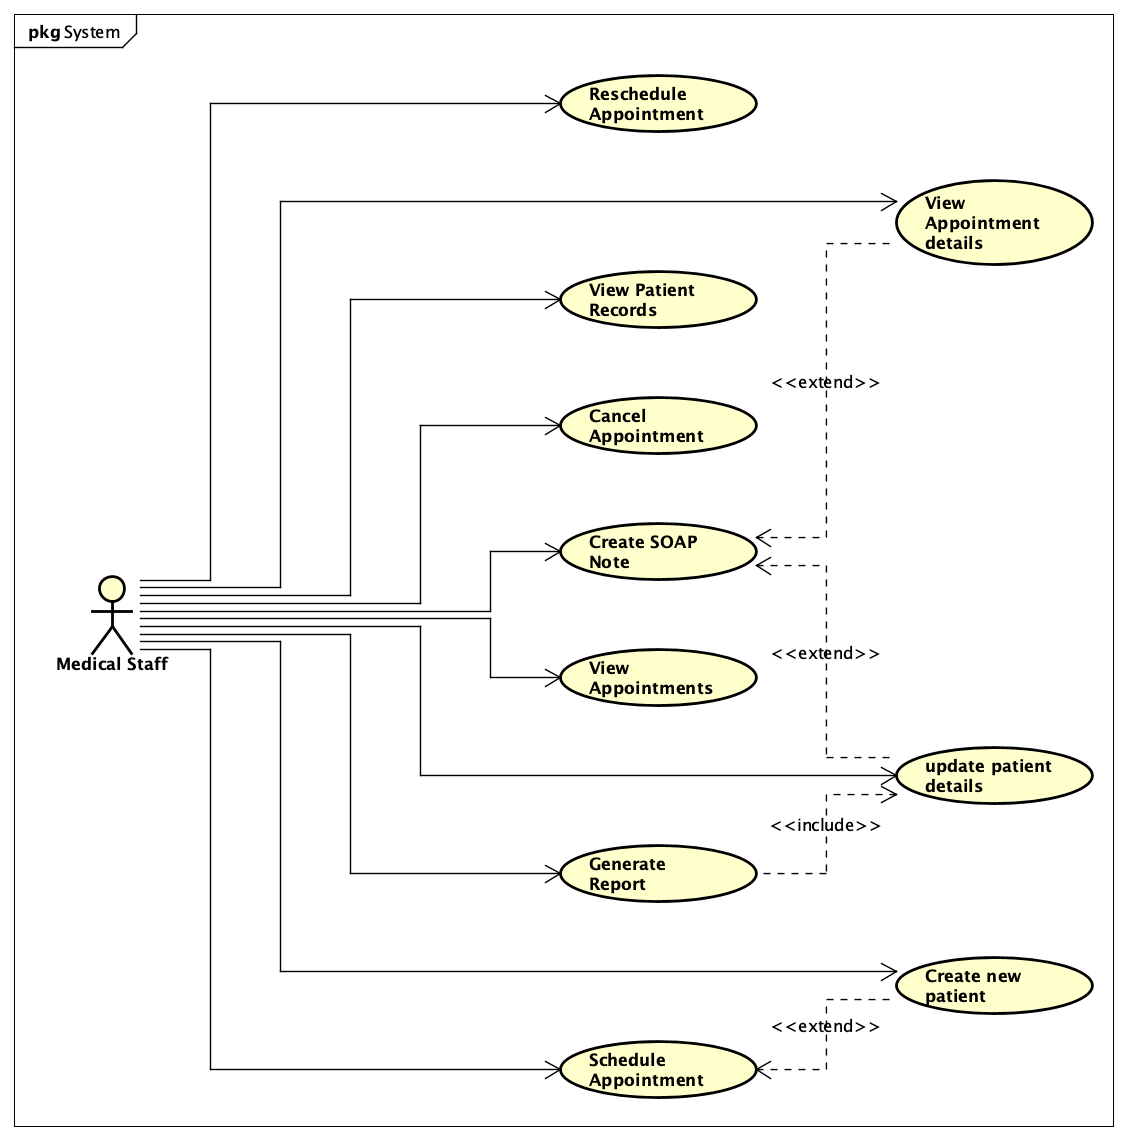 pkg System
Reschedule
Appointment
View
Appointment
details
View Patient
Records
<<extend>>
Cancel
Appointment
Create SOAP
Note
Medical Staff
<<extend>>
View
Appointments
update patient
details
<<include>>
Generate
Report
Create new
patient
<<extend>>
Schedule
Appointment